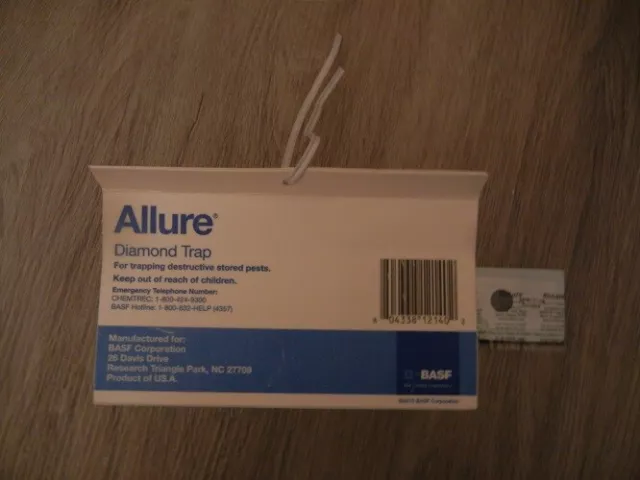 Allure®
Diamond Trap
For trapping destructive stored pests.
Keep out of reach of children.
Emergency Telephone Number:
CHEMTREC: 1-800-424-9300
BASF Hotline: 1-800-832-HELP (4357)
Manufactured for:
BASF Corporation
26 Davis Drive
Research Triangle Park, NC 27709
Product of U.S.A.
BASF
BASF Corporation